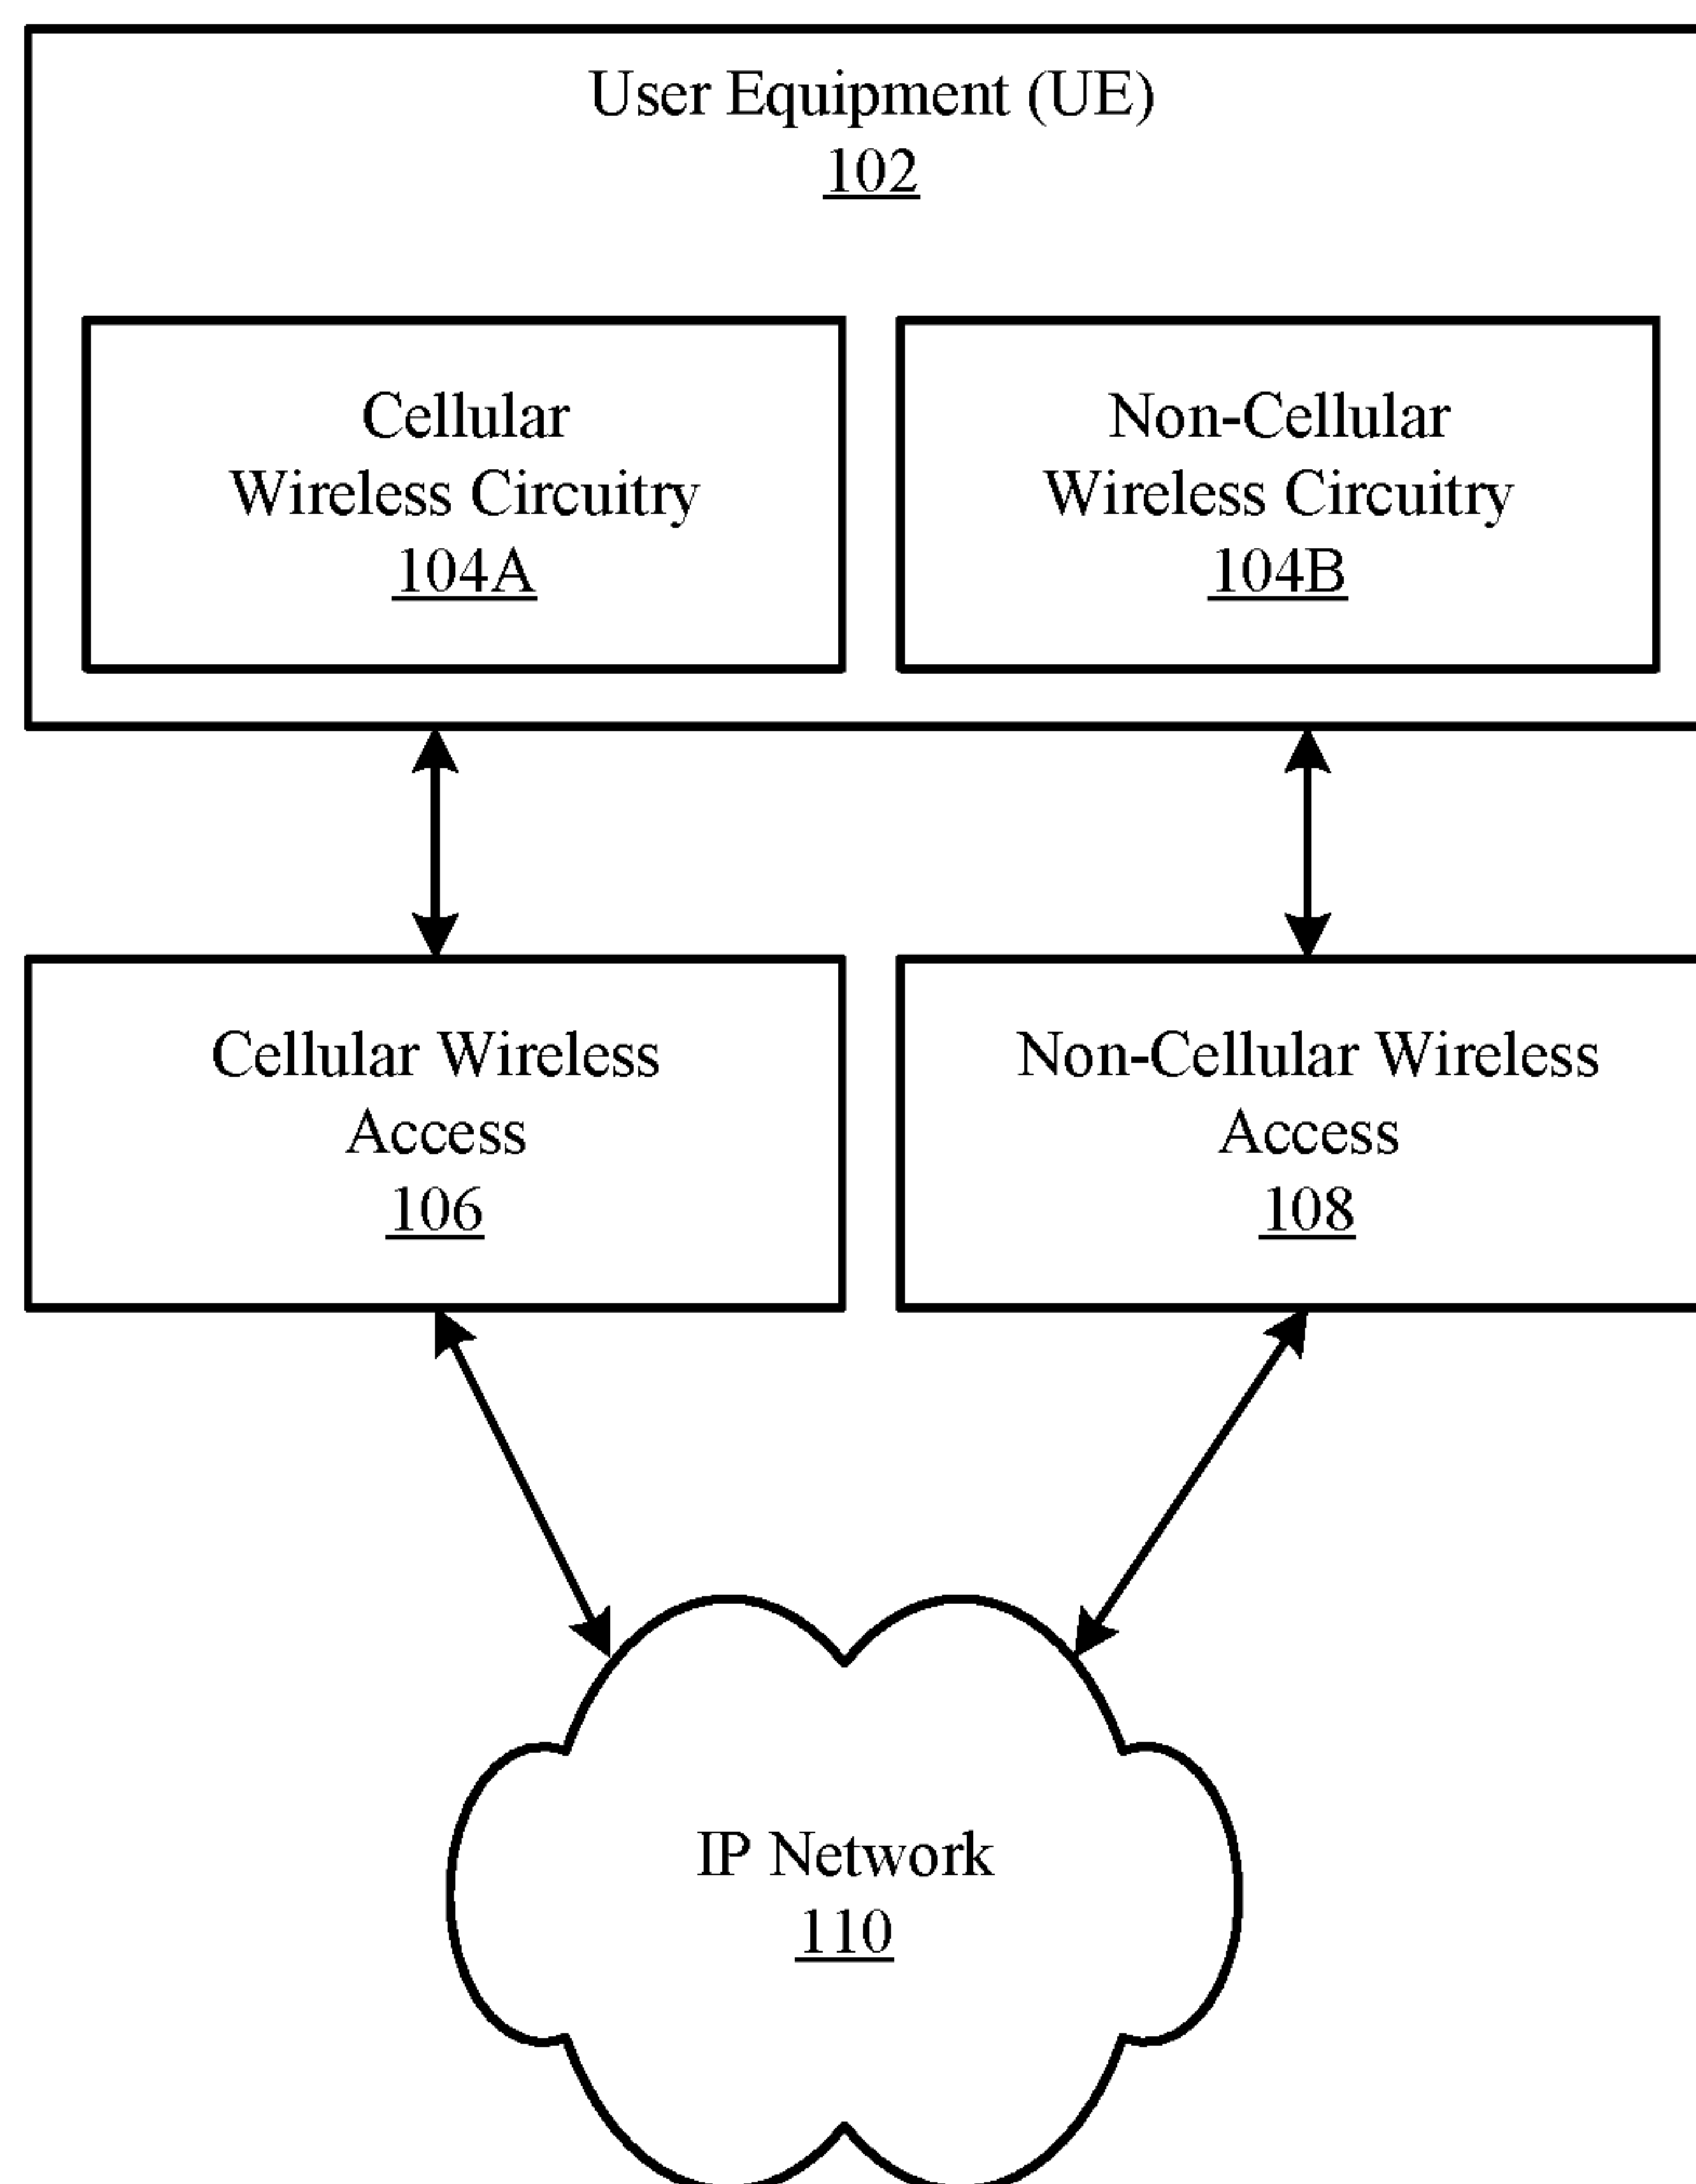 User Equipment (UE)
102
Cellular
Wireless Circuitry
104A
Non-Cellular
Wireless Circuitry
104B
Cellular Wireless
Access
106
Non-Cellular Wireless
Access
108
IP Network
110